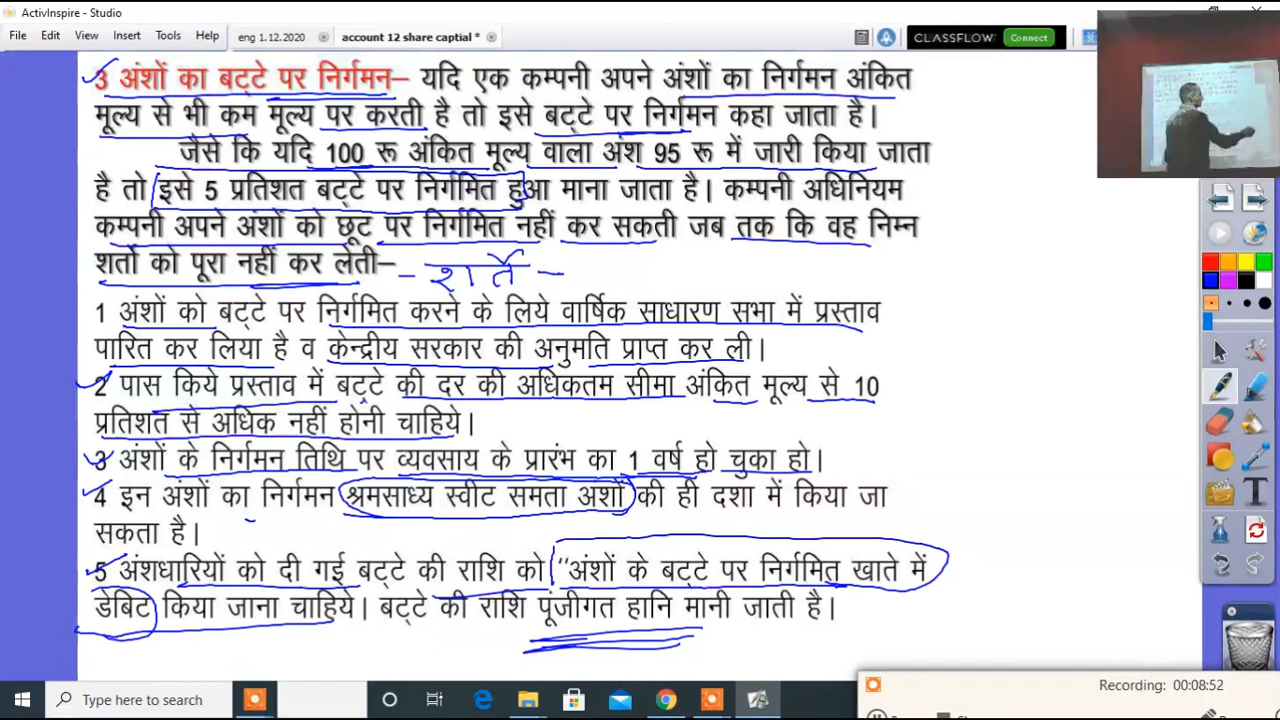 ActivInspire - Studio
File Edit View Insert Tools Help eng 1.12.2020 account 12 share captial * CLASSFLOW Connect
3 अंशों का बट्टे पर निर्गमन– यदि एक कम्पनी अपने अंशों का निर्गमन अंकित
मूल्य से भी कम मूल्य पर करती है तो इसे बट्टे पर निर्गमन कहा जाता है।
जैसे कि यदि 100 रू अंकित मूल्य वाला अंश 95 रू में जारी किया जाता
है तो इसे 5 प्रतिशत बट्टे पर निर्गमित हुआ माना जाता है। कम्पनी अधिनियम
कम्पनी अपने अंशों को छूट पर निर्गमित नहीं कर सकती जब तक कि वह निम्न
शर्तो को पूरा नहीं कर लेती– – शर्ते –
1 अंशों को बट्टे पर निर्गमित करने के लिये वार्षिक साधारण सभा में प्रस्ताव
पारित कर लिया है व केन्द्रीय सरकार की अनुमति प्राप्त कर ली।
2 पास किये प्रस्ताव में बट्टे की दर की अधिकतम सीमा अंकित मूल्य से 10
प्रतिशत से अधिक नहीं होनी चाहिये।
3 अंशों के निर्गमन तिथि पर व्यवसाय के प्रारंभ का 1 वर्ष हो चुका हो।
4 इन अंशों का निर्गमन श्रमसाध्य स्वीट समता अंशों की ही दशा में किया जा
सकता है।
5 अंशधारियों को दी गई बट्टे की राशि को ''अंशों के बट्टे पर निर्गमित खाते में
डेबिट किया जाना चाहिये। बट्टे की राशि पूंजीगत हानि मानी जाती है।
Recording: 00:08:52
Type here to search